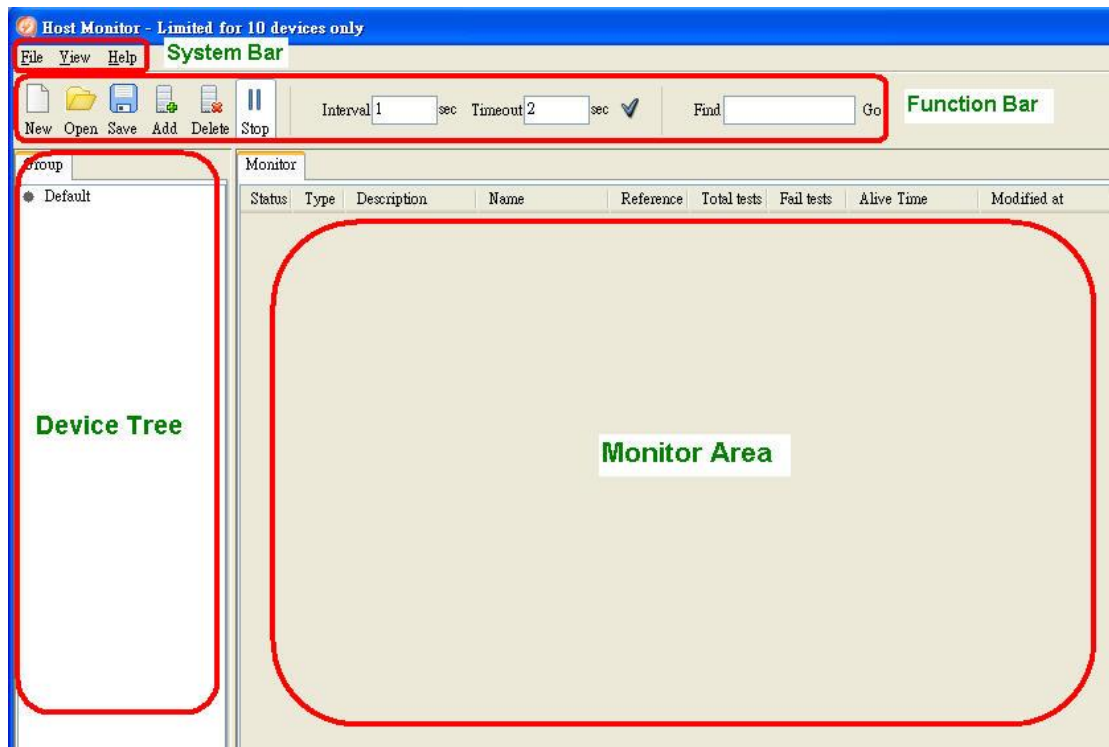 Host Monitor - Limited for 10 devices only
File View Help System Bar
New Open Save Add Delete Stop Interval 1 sec Timeout 2 sec Find Go Function Bar
Group Monitor
Default Status Type Description Name Reference Total tests Fail tests Alive Time Modified at
Device Tree
Monitor Area